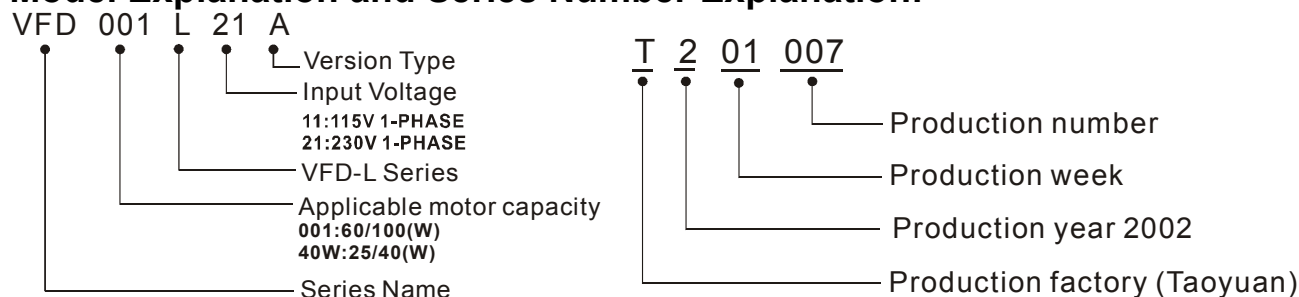 Model Explanation and Series Number Explanation:
VFD 001 L 21 A
Version Type
Input Voltage
11:115V 1-PHASE
21:230V 1-PHASE
VFD-L Series
Applicable motor capacity
001:60/100(W)
40W:25/40(W)
Series Name
T 2 01 007
Production number
Production week
Production year 2002
Production factory (Taoyuan)